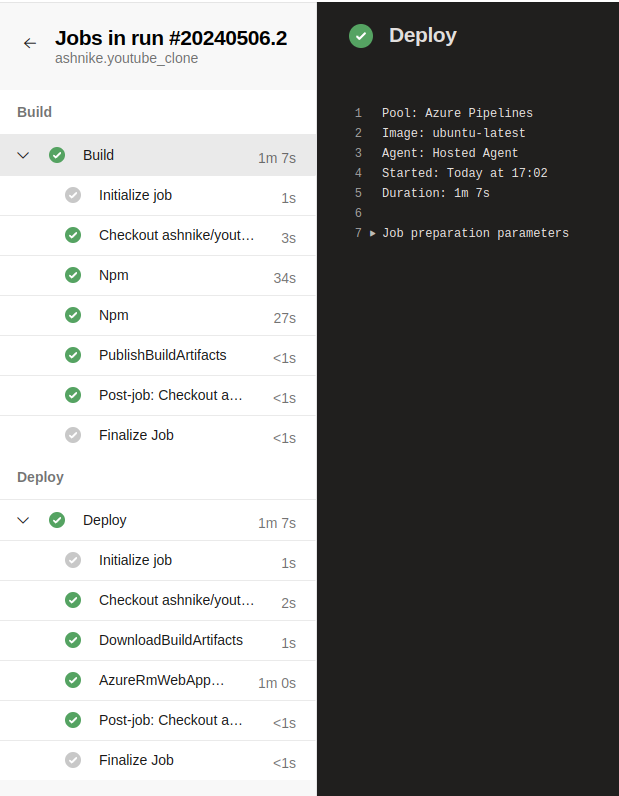 Jobs in run #20240506.2
ashnike.youtube_clone
Build
Build 1m 7s
Initialize job 1s
Checkout ashnike/yout… 3s
Npm 34s
Npm 27s
PublishBuildArtifacts <1s
Post-job: Checkout a… <1s
Finalize Job <1s
Deploy
Deploy 1m 7s
Initialize job 1s
Checkout ashnike/yout… 2s
DownloadBuildArtifacts 1s
AzureRmWebApp… 1m 0s
Post-job: Checkout a… <1s
Finalize Job <1s
Deploy
1 Pool: Azure Pipelines
2 Image: ubuntu-latest
3 Agent: Hosted Agent
4 Started: Today at 17:02
5 Duration: 1m 7s
6
7 Job preparation parameters